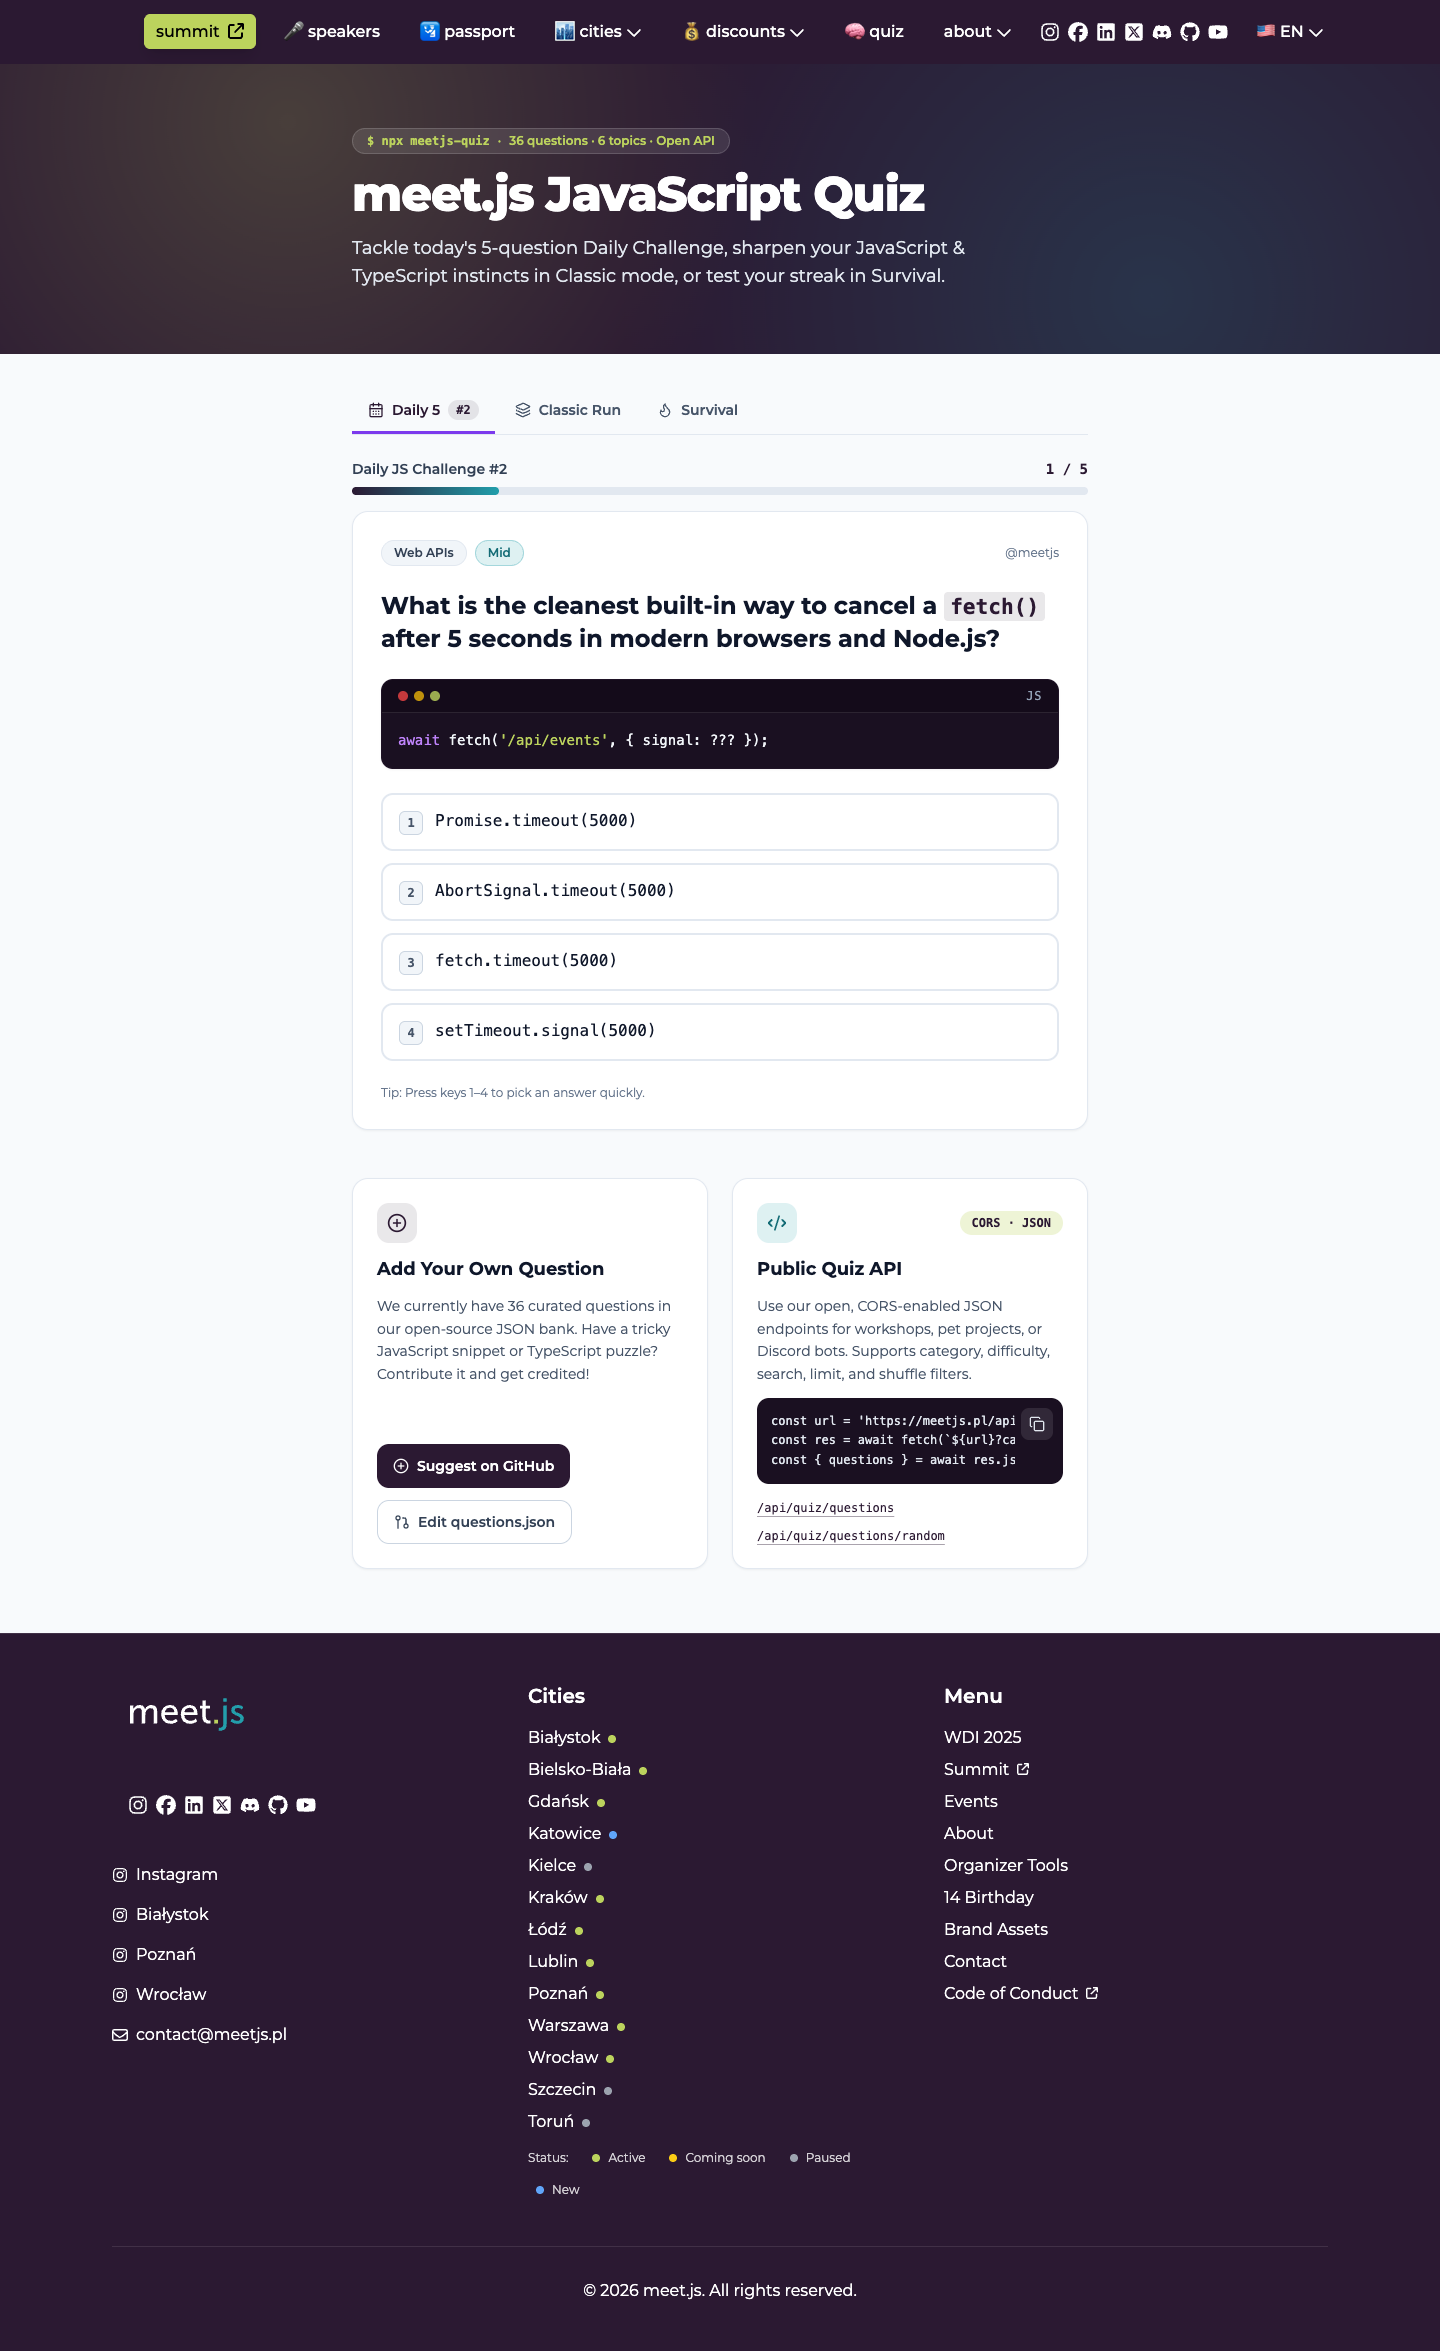 summit
speakers
passport
cities
discounts
quiz
about
EN
$ npx meetjs-quiz · 36 questions · 6 topics · Open API
meet.js JavaScript Quiz
Tackle today's 5-question Daily Challenge, sharpen your JavaScript &
TypeScript instincts in Classic mode, or test your streak in Survival.
Daily 5 #2
Classic Run
Survival
Daily JS Challenge #2
1 / 5
Web APIs
Mid
@meetjs
What is the cleanest built-in way to cancel a fetch()
after 5 seconds in modern browsers and Node.js?
JS
await fetch('/api/events', { signal: ??? });
1 Promise.timeout(5000)
2 AbortSignal.timeout(5000)
3 fetch.timeout(5000)
4 setTimeout.signal(5000)
Tip: Press keys 1–4 to pick an answer quickly.
Add Your Own Question
We currently have 36 curated questions in
our open-source JSON bank. Have a tricky
JavaScript snippet or TypeScript puzzle?
Contribute it and get credited!
Suggest on GitHub
Edit questions.json
CORS · JSON
Public Quiz API
Use our open, CORS-enabled JSON
endpoints for workshops, pet projects, or
Discord bots. Supports category, difficulty,
search, limit, and shuffle filters.
const url = 'https://meetjs.pl/api
const res = await fetch(`${url}?ca
const { questions } = await res.js
/api/quiz/questions
/api/quiz/questions/random
meet.js
Instagram
Białystok
Poznań
Wrocław
contact@meetjs.pl
Cities
Białystok
Bielsko-Biała
Gdańsk
Katowice
Kielce
Kraków
Łódź
Lublin
Poznań
Warszawa
Wrocław
Szczecin
Toruń
Status: Active Coming soon Paused
New
Menu
WDI 2025
Summit
Events
About
Organizer Tools
14 Birthday
Brand Assets
Contact
Code of Conduct
© 2026 meet.js. All rights reserved.